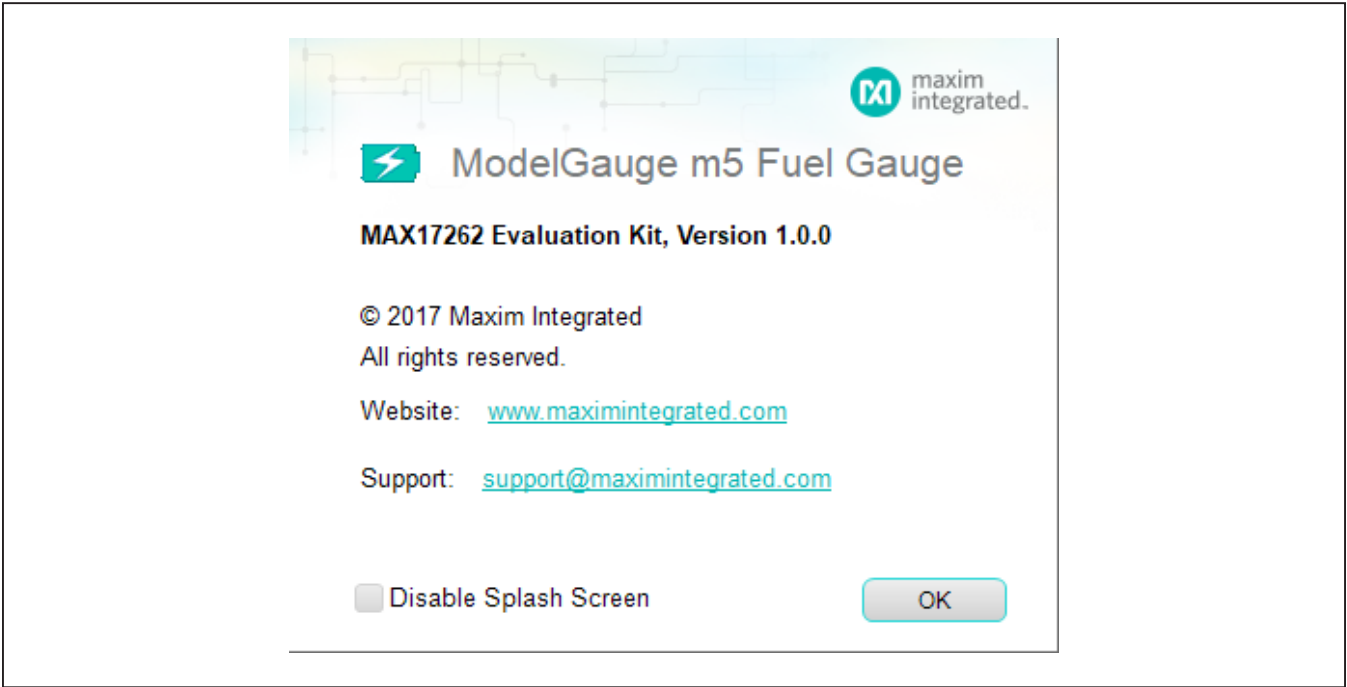 maxim
integrated.
ModelGauge m5 Fuel Gauge
MAX17262 Evaluation Kit, Version 1.0.0
© 2017 Maxim Integrated
All rights reserved.
Website: www.maximintegrated.com
Support: support@maximintegrated.com
Disable Splash Screen
OK